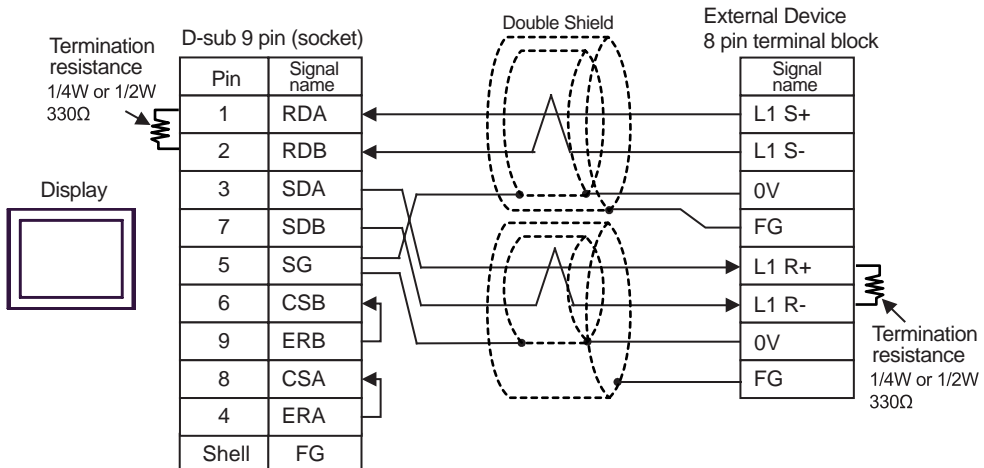 Double Shield
External Device
8 pin terminal block
D-sub 9 pin (socket)
Termination
resistance
1/4W or 1/2W
330Ω
Display
Pin Signal name
1 RDA
2 RDB
3 SDA
7 SDB
5 SG
6 CSB
9 ERB
8 CSA
4 ERA
Shell FG
Signal name
L1 S+
L1 S-
0V
FG
L1 R+
L1 R-
0V
FG
Termination
resistance
1/4W or 1/2W
330Ω